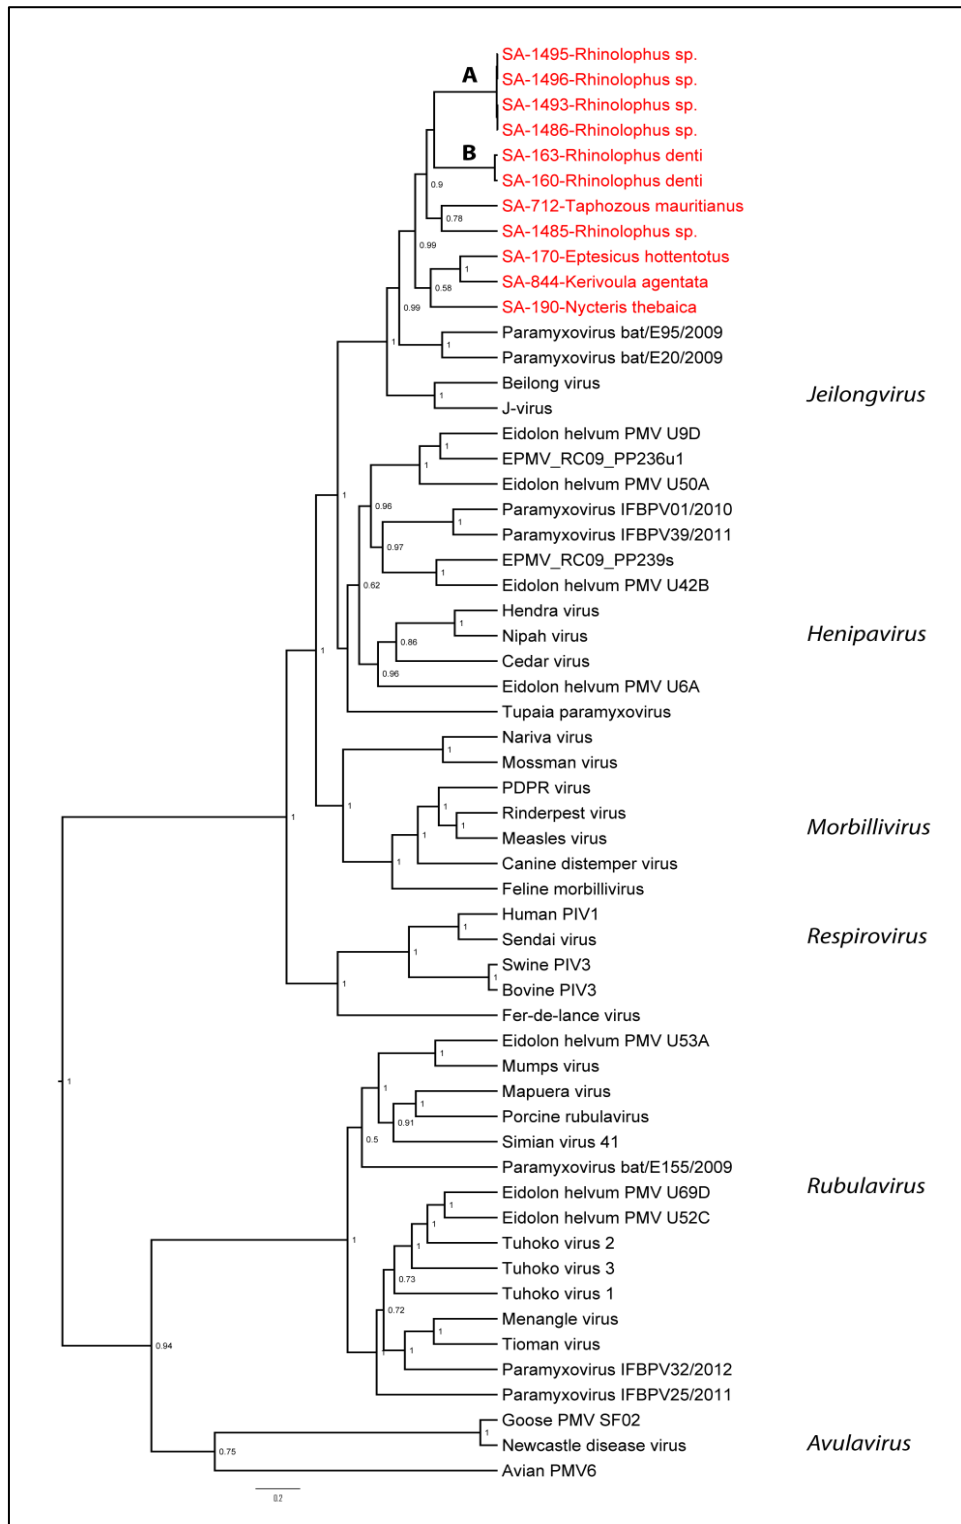 SA-1495-Rhinolophus sp.
A
SA-1496-Rhinolophus sp.
SA-1493-Rhinolophus sp.
SA-1486-Rhinolophus sp.
B
SA-163-Rhinolophus denti
0.9
SA-160-Rhinolophus denti
SA-712-Taphozous mauritianus
0.78
SA-1485-Rhinolophus sp.
0.99
SA-170-Eptesicus hottentotus
1
SA-844-Kerivoula agentata
0.58
SA-190-Nycteris thebaica
0.99
Paramyxovirus bat/E95/2009
1
1
Paramyxovirus bat/E20/2009
Beilong virus
1
Jeilongvirus
J-virus
Eidolon helvum PMV U9D
1
EPMV_RC09_PP236u1
1
Eidolon helvum PMV U50A
1
0.96
Paramyxovirus IFBPV01/2010
1
Paramyxovirus IFBPV39/2011
0.97
EPMV_RC09_PP239s
1
Eidolon helvum PMV U42B
0.62
Hendra virus
1
Nipah virus
Henipavirus
0.86
Cedar virus
1
0.96
Eidolon helvum PMV U6A
Tupaia paramyxovirus
Nariva virus
1
Mossman virus
PDPR virus
1
1
Rinderpest virus
1
Measles virus
Morbillivirus
1
1
Canine distemper virus
1
Feline morbillivirus
Human PIV1
1
Sendai virus
Respirovirus
1
Swine PIV3
1
Bovine PIV3
1
Fer-de-lance virus
Eidolon helvum PMV U53A
1
Mumps virus
1
1
Mapuera virus
1
Porcine rubulavirus
0.91
Simian virus 41
0.5
Paramyxovirus bat/E155/2009
Rubulavirus
Eidolon helvum PMV U69D
1
Eidolon helvum PMV U52C
1
Tuhoko virus 2
1
1
Tuhoko virus 3
0.73
Tuhoko virus 1
0.72
Menangle virus
1
Tioman virus
0.94
1
1
Paramyxovirus IFBPV32/2012
Paramyxovirus IFBPV25/2011
Goose PMV SF02
1
Newcastle disease virus
Avulavirus
0.75
Avian PMV6
0.2